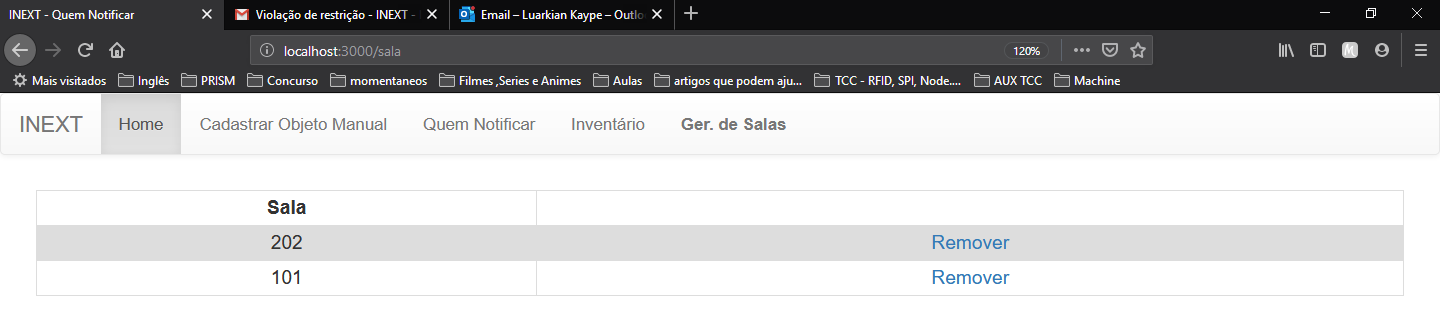 INEXT - Quem Notificar Violação de restrição - INEXT - Email – Luarkian Kaype – Outlo
localhost:3000/sala 120%
Mais visitados Inglês PRISM Concurso momentaneos Filmes ,Series e Animes Aulas artigos que podem aju... TCC - RFID, SPI, Node.... AUX TCC Machine
INEXT Home Cadastrar Objeto Manual Quem Notificar Inventário Ger. de Salas
Sala
202 Remover
101 Remover